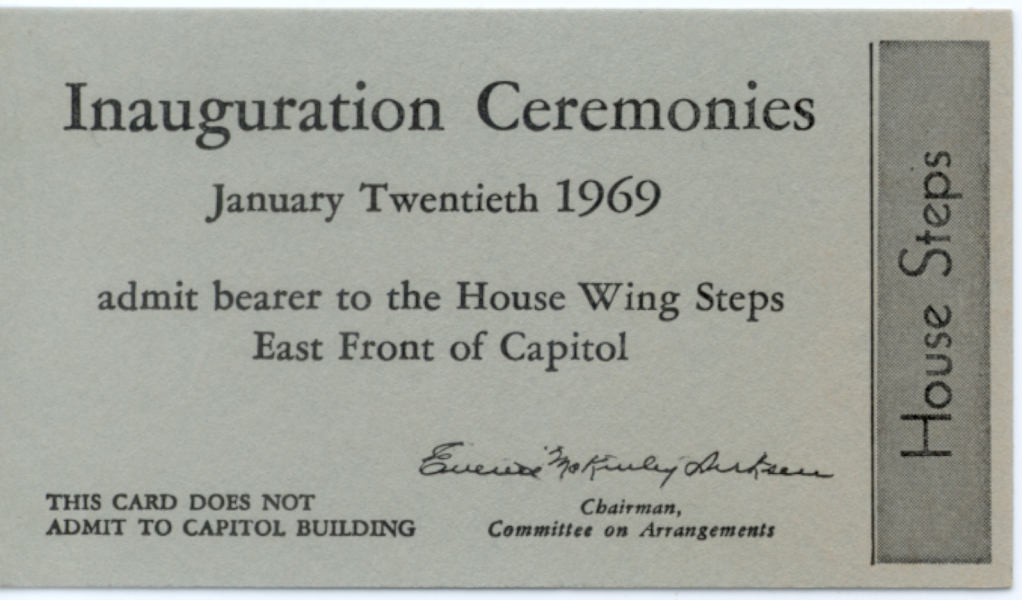 Inauguration Ceremonies
January Twentieth 1969
admit bearer to the House Wing Steps
East Front of Capitol
Everett McKinley Dirksen
THIS CARD DOES NOT
ADMIT TO CAPITOL BUILDING
Chairman,
Committee on Arrangements
House Steps